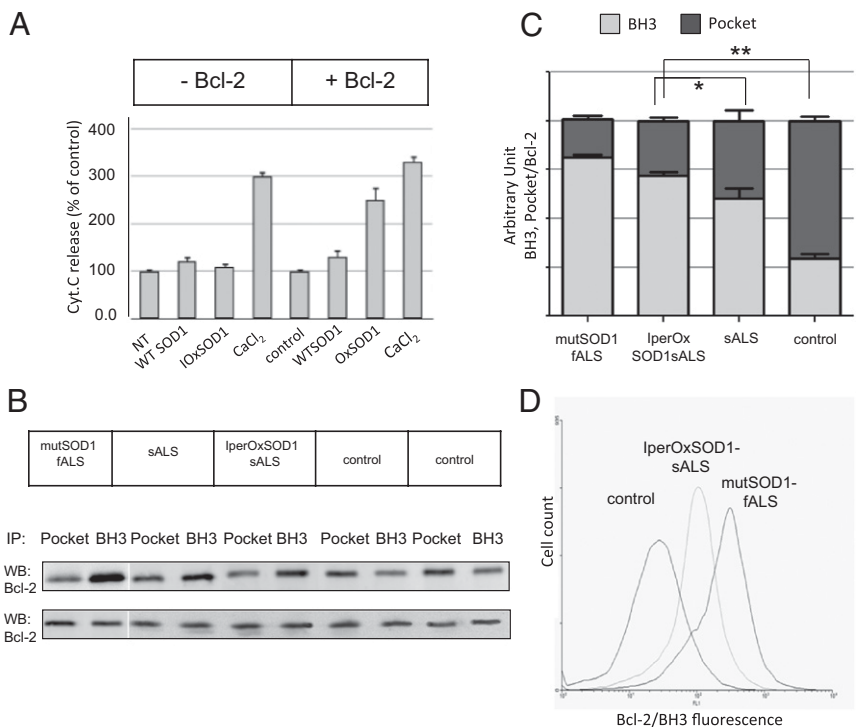 A
- Bcl-2
+ Bcl-2
Cyt.C release (% of control)
400
300
200
100
0.0
NT
WT SOD1
IOxSOD1
CaCl2
control
WTSOD1
OxSOD1
CaCl2
C
BH3
Pocket
**
*
Arbitrary Unit
BH3, Pocket/Bcl-2
mutSOD1
fALS
IperOx
SOD1sALS
sALS
control
B
mutSOD1
fALS
sALS
IperOxSOD1
sALS
control
control
IP: Pocket BH3 Pocket BH3 Pocket BH3 Pocket BH3 Pocket BH3
WB:
Bcl-2
WB:
Bcl-2
D
Cell count
control
IperOxSOD1-
sALS
mutSOD1-
fALS
Bcl-2/BH3 fluorescence